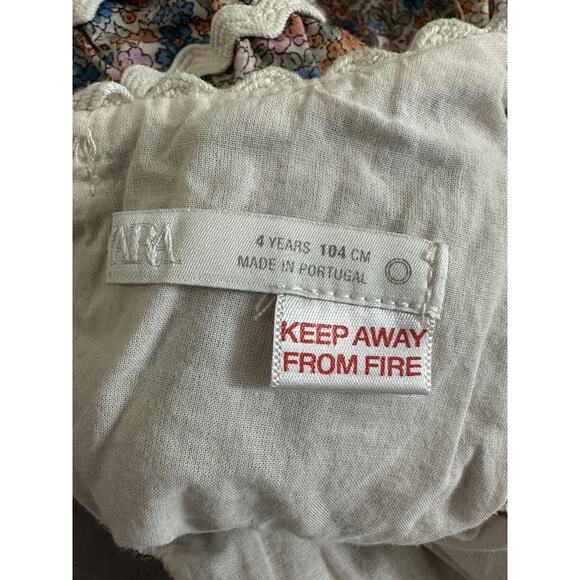 ZARA
4 YEARS 104 CM
MADE IN PORTUGAL
KEEP AWAY
FROM FIRE